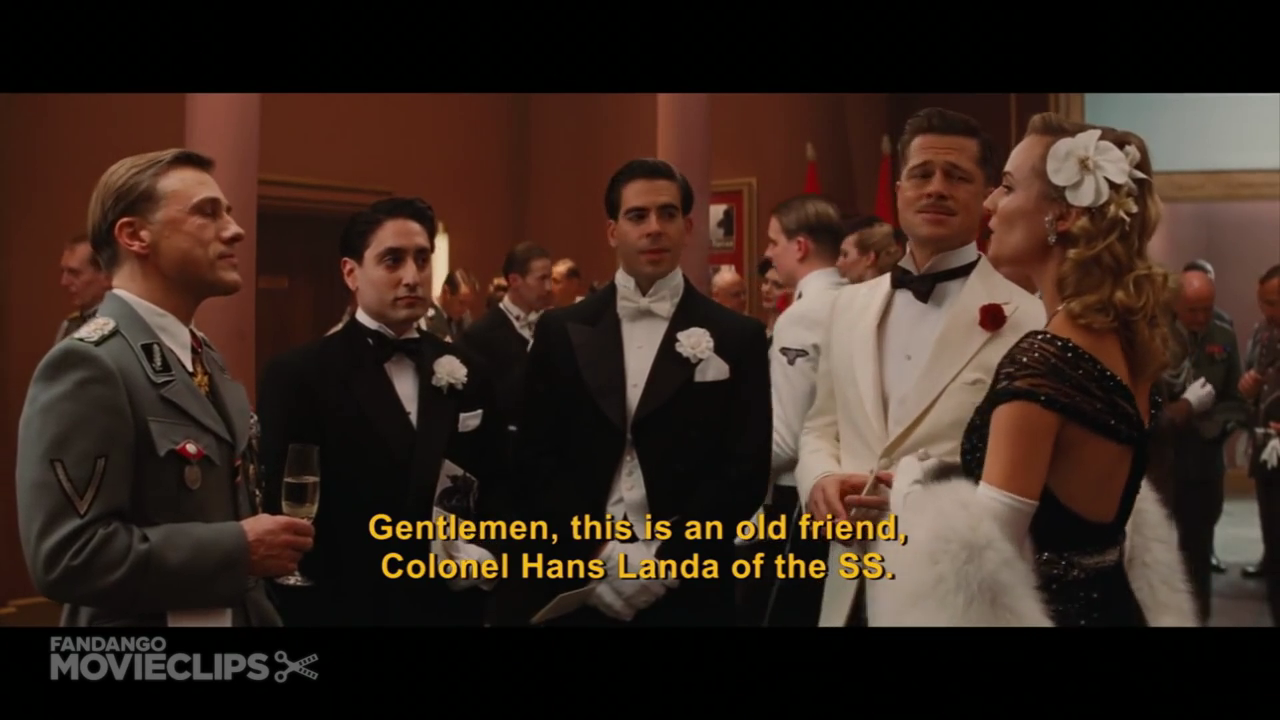 Gentlemen, this is an old friend,
Colonel Hans Landa of the SS.
FANDANGO
MOVIECLIPS